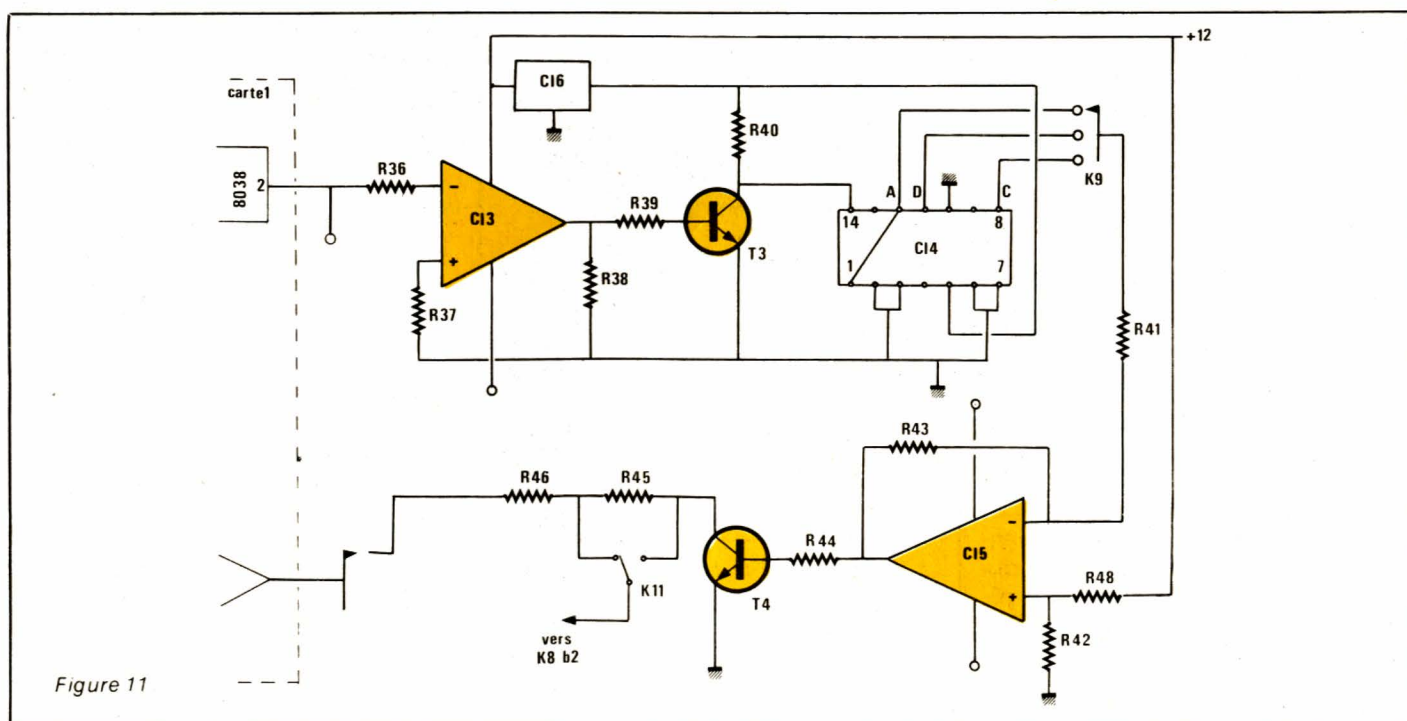 +12
carte1
CI6
R40
8038
2
R36
-
CI3
+
R37
R39
R38
T3
A
D
C
K9
14
8
CI4
1
7
R41
R43
R46
R45
R44
-
CI5
+
R48
K11
T4
R42
vers
K8 b2
Figure 11